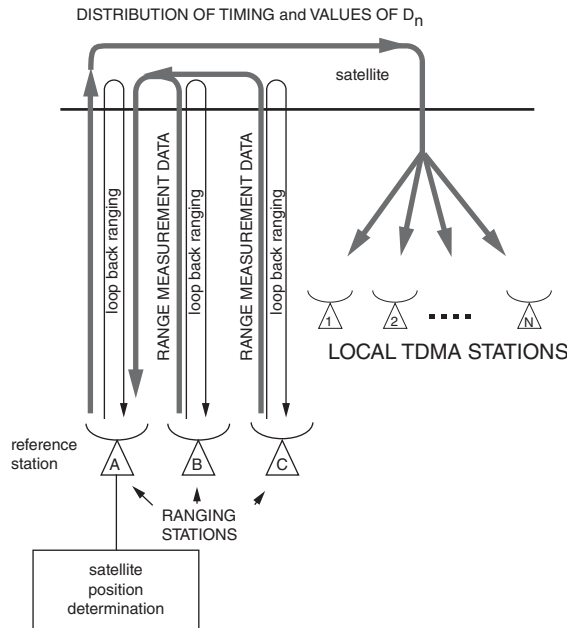 DISTRIBUTION OF TIMING and VALUES OF Dn
satellite
loop back ranging
RANGE MEASUREMENT DATA
loop back ranging
RANGE MEASUREMENT DATA
loop back ranging
1
2
N
LOCAL TDMA STATIONS
reference
station
A
B
C
RANGING
STATIONS
satellite
position
determination